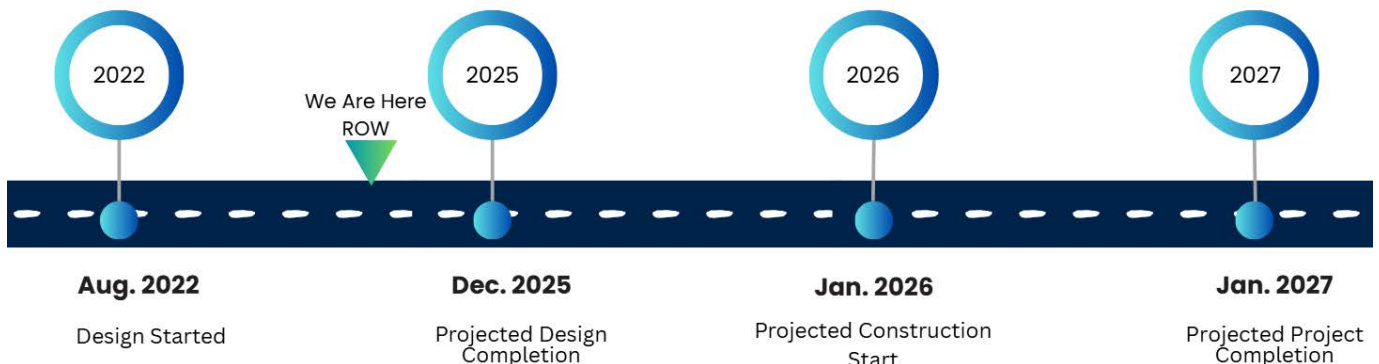 2022
2025
2026
2027
We Are Here
ROW
Aug. 2022
Dec. 2025
Jan. 2026
Jan. 2027
Design Started
Projected Design
Completion
Projected Construction
Start
Projected Project
Completion